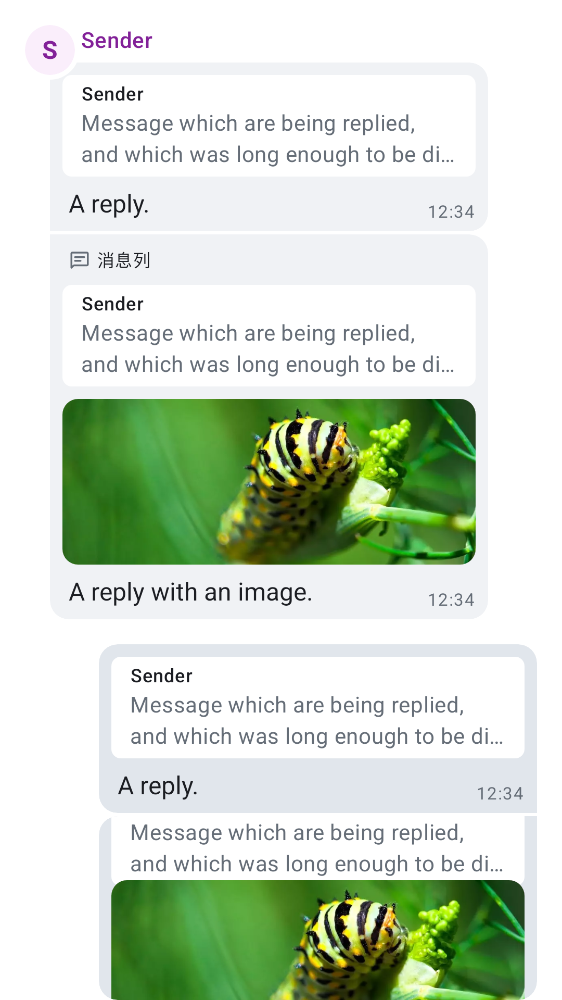 S
Sender
Sender
Message which are being replied,
and which was long enough to be di…
A reply.
12:34
消息列
Sender
Message which are being replied,
and which was long enough to be di…
A reply with an image.
12:34
Sender
Message which are being replied,
and which was long enough to be di…
A reply.
12:34
Message which are being replied,
and which was long enough to be di…